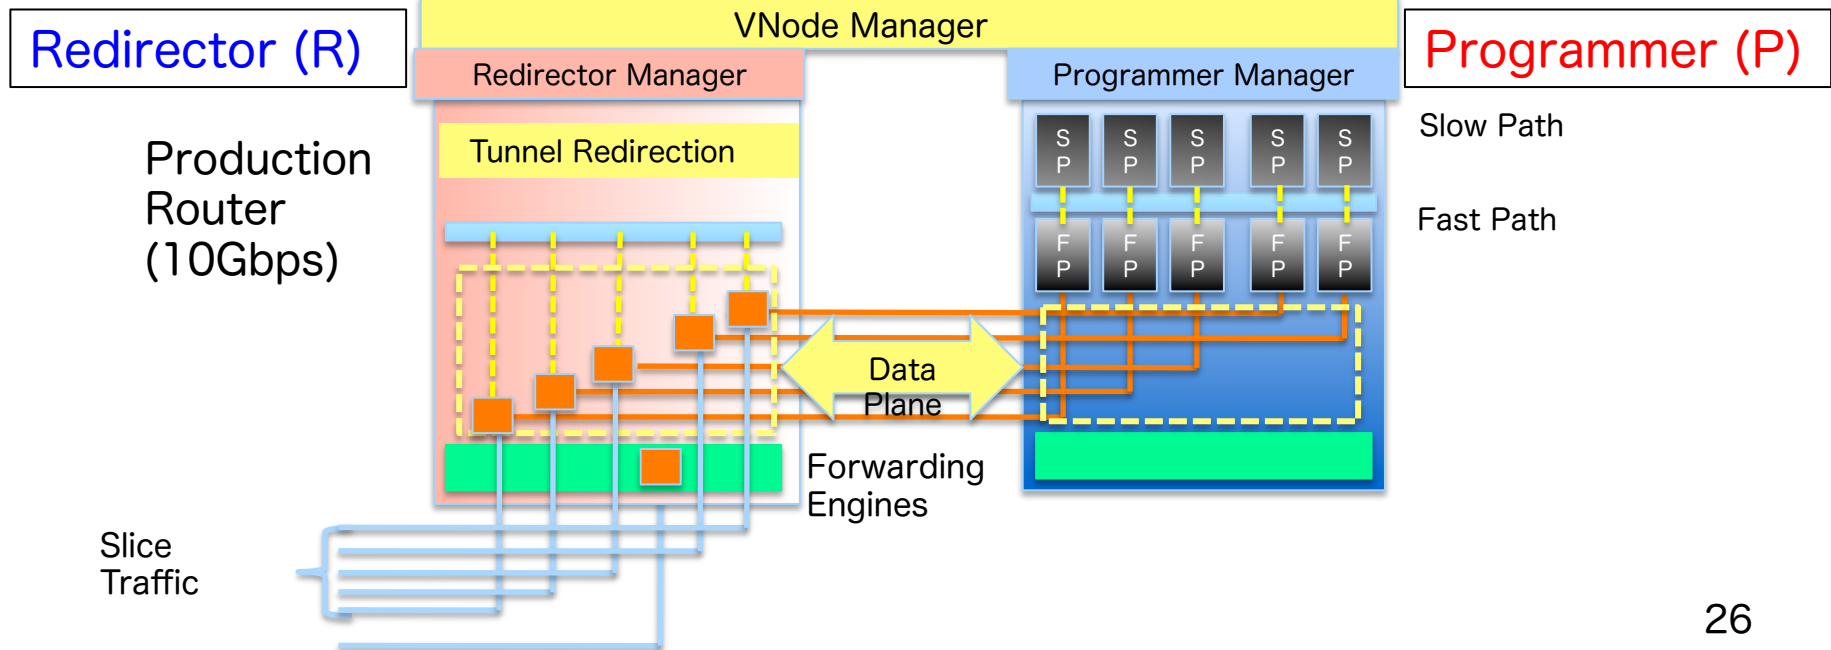 VNode Manager
Redirector (R)
Programmer (P)
Redirector Manager
Programmer Manager
Production
Router
(10Gbps)
Tunnel Redirection
S
P
S
P
S
P
S
P
S
P
Slow Path
F
P
F
P
F
P
F
P
F
P
Fast Path
Data
Plane
Forwarding
Engines
Slice
Traffic
26